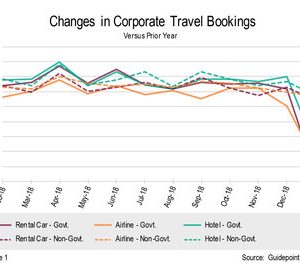 Changes in Corporate Travel Bookings
Versus Prior Year
-18
Mar-18
Apr-18
May-18
Jun-18
Jul-18
Aug-18
Sep-18
Oct-18
Nov-18
Dec-18
Rental Car - Govt.
Airline - Govt.
Hotel - Govt.
Rental Car - Non-Govt.
Airline - Non-Govt.
Hotel - Non-Govt.
e 1
Source: Guidepoint